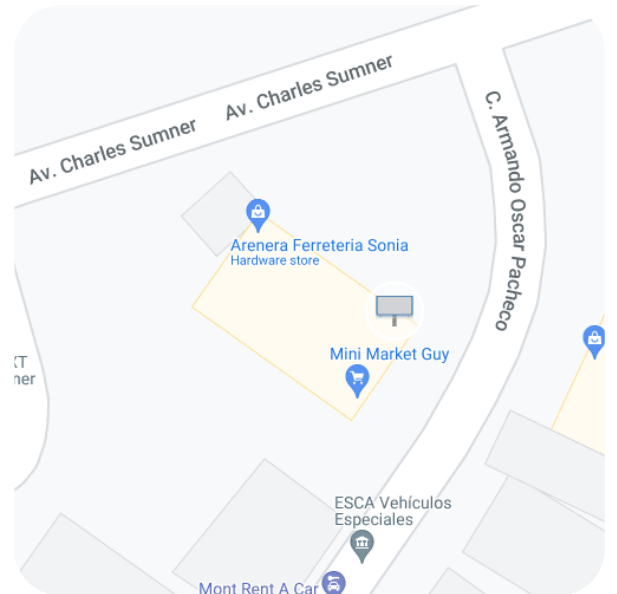 Av. Charles Sumner
Av. Charles Sumner
C. Armando Oscar Pacheco
Arenera Ferreteria Sonia
Hardware store
Mini Market Guy
ESCA Vehículos
Especiales
Mont Rent A Car